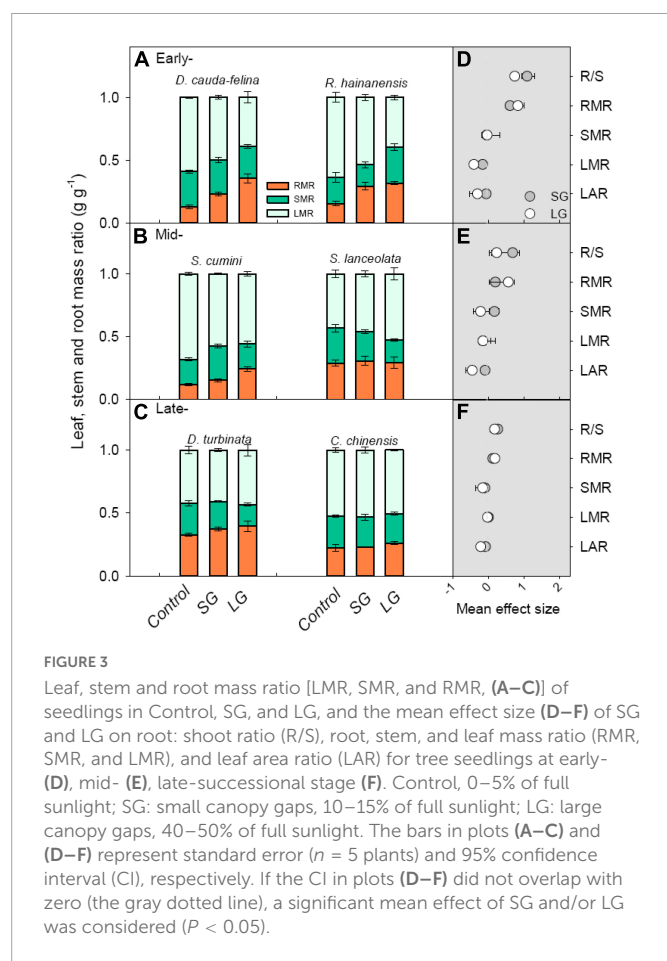 A Early-
D. cauda-felina
R. hainanensis
1.0
0.5
0.0
RMR
SMR
LMR
D
R/S
RMR
SMR
LMR
LAR
SG
LG
Leaf, stem and root mass ratio (g g⁻¹)
B Mid-
S. cumini
S. lanceolata
1.0
0.5
0.0
E
R/S
RMR
SMR
LMR
LAR
C Late-
D. turbinata
C. chinensis
1.0
0.5
0.0
Control
SG
LG
Control
SG
LG
F
R/S
RMR
SMR
LMR
LAR
-1
0
1
2
Mean effect size
FIGURE 3
Leaf, stem and root mass ratio [LMR, SMR, and RMR, (A–C)] of
seedlings in Control, SG, and LG, and the mean effect size (D–F) of SG
and LG on root: shoot ratio (R/S), root, stem, and leaf mass ratio (RMR,
SMR, and LMR), and leaf area ratio (LAR) for tree seedlings at early-
(D), mid- (E), late-successional stage (F). Control, 0–5% of full
sunlight; SG: small canopy gaps, 10–15% of full sunlight; LG: large
canopy gaps, 40–50% of full sunlight. The bars in plots (A–C) and
(D–F) represent standard error (n = 5 plants) and 95% confidence
interval (CI), respectively. If the CI in plots (D–F) did not overlap with
zero (the gray dotted line), a significant mean effect of SG and/or LG
was considered (P < 0.05).